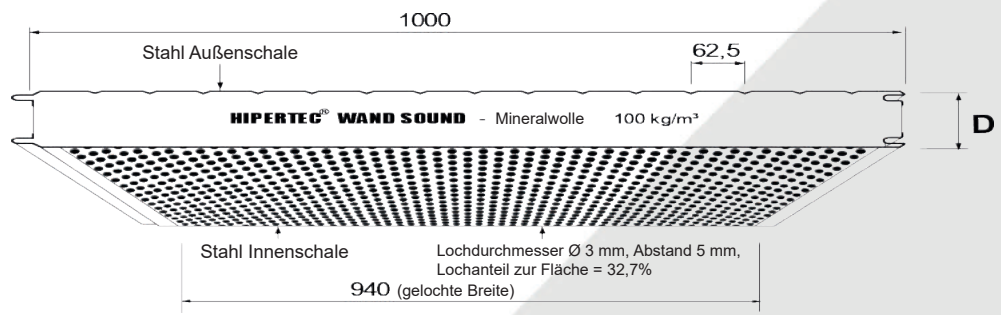 1000
Stahl Außenschale
62,5
HIPERTEC® WAND SOUND - Mineralwolle 100 kg/m³
D
Stahl Innenschale
Lochdurchmesser Ø 3 mm, Abstand 5 mm,
Lochanteil zur Fläche = 32,7%
940 (gelochte Breite)